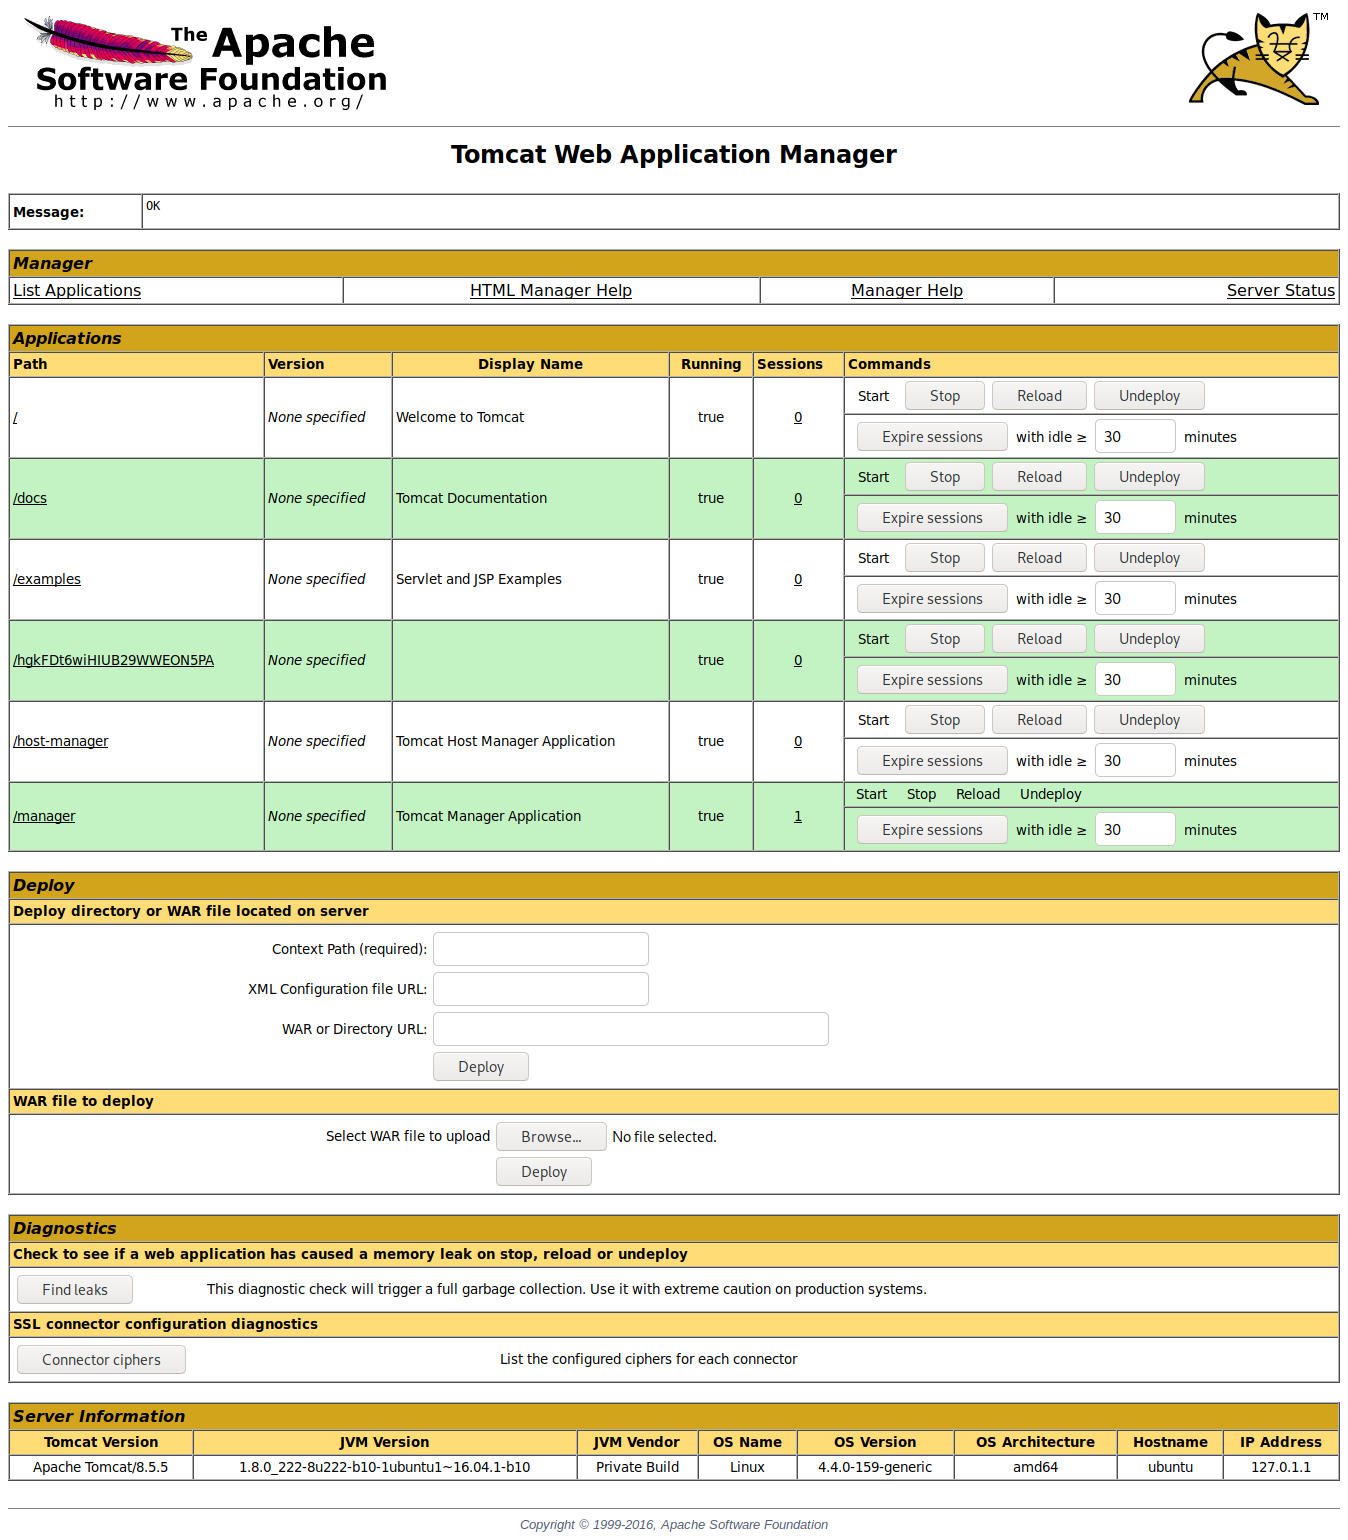 The Apache
Software Foundation
http://www.apache.org/
TM
Tomcat Web Application Manager
Message: OK
Manager
List Applications HTML Manager Help Manager Help Server Status
Applications
Path Version Display Name Running Sessions Commands
Start Stop Reload Undeploy
/ None specified Welcome to Tomcat true 0
Expire sessions with idle ≥ 30 minutes
Start Stop Reload Undeploy
/docs None specified Tomcat Documentation true 0
Expire sessions with idle ≥ 30 minutes
Start Stop Reload Undeploy
/examples None specified Servlet and JSP Examples true 0
Expire sessions with idle ≥ 30 minutes
Start Stop Reload Undeploy
/hgkFDt6wiHIUB29WWEON5PA None specified true 0
Expire sessions with idle ≥ 30 minutes
Start Stop Reload Undeploy
/host-manager None specified Tomcat Host Manager Application true 0
Expire sessions with idle ≥ 30 minutes
Start Stop Reload Undeploy
/manager None specified Tomcat Manager Application true 1
Expire sessions with idle ≥ 30 minutes
Deploy
Deploy directory or WAR file located on server
Context Path (required):
XML Configuration file URL:
WAR or Directory URL:
Deploy
WAR file to deploy
Select WAR file to upload Browse... No file selected.
Deploy
Diagnostics
Check to see if a web application has caused a memory leak on stop, reload or undeploy
Find leaks This diagnostic check will trigger a full garbage collection. Use it with extreme caution on production systems.
SSL connector configuration diagnostics
Connector ciphers List the configured ciphers for each connector
Server Information
Tomcat Version JVM Version JVM Vendor OS Name OS Version OS Architecture Hostname IP Address
Apache Tomcat/8.5.5 1.8.0_222-8u222-b10-1ubuntu1~16.04.1-b10 Private Build Linux 4.4.0-159-generic amd64 ubuntu 127.0.1.1
Copyright © 1999-2016, Apache Software Foundation